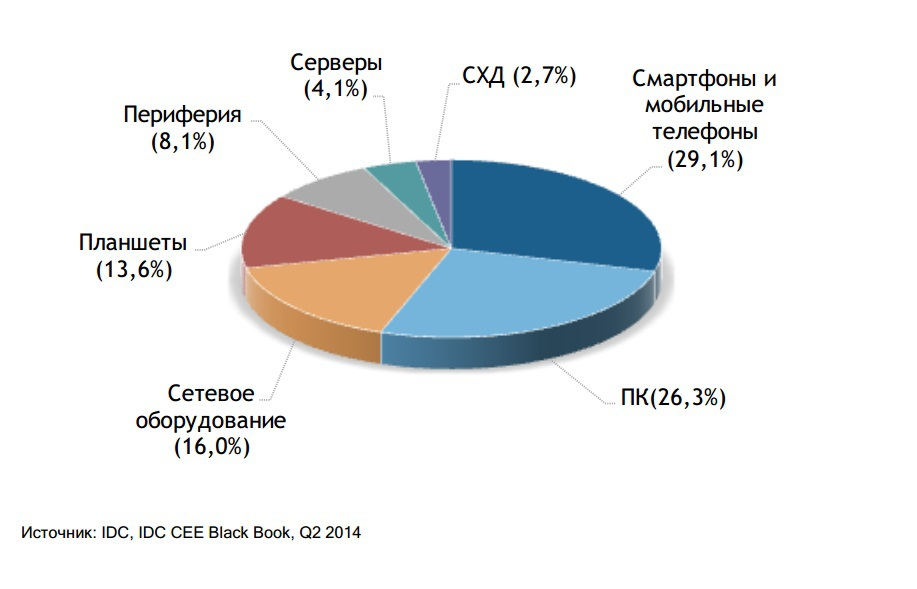 Серверы
(4,1%)
СХД (2,7%)
Смартфоны и
мобильные
телефоны
(29,1%)
Периферия
(8,1%)
Планшеты
(13,6%)
Сетевое
оборудование
(16,0%)
ПК(26,3%)
Источник: IDC, IDC CEE Black Book, Q2 2014